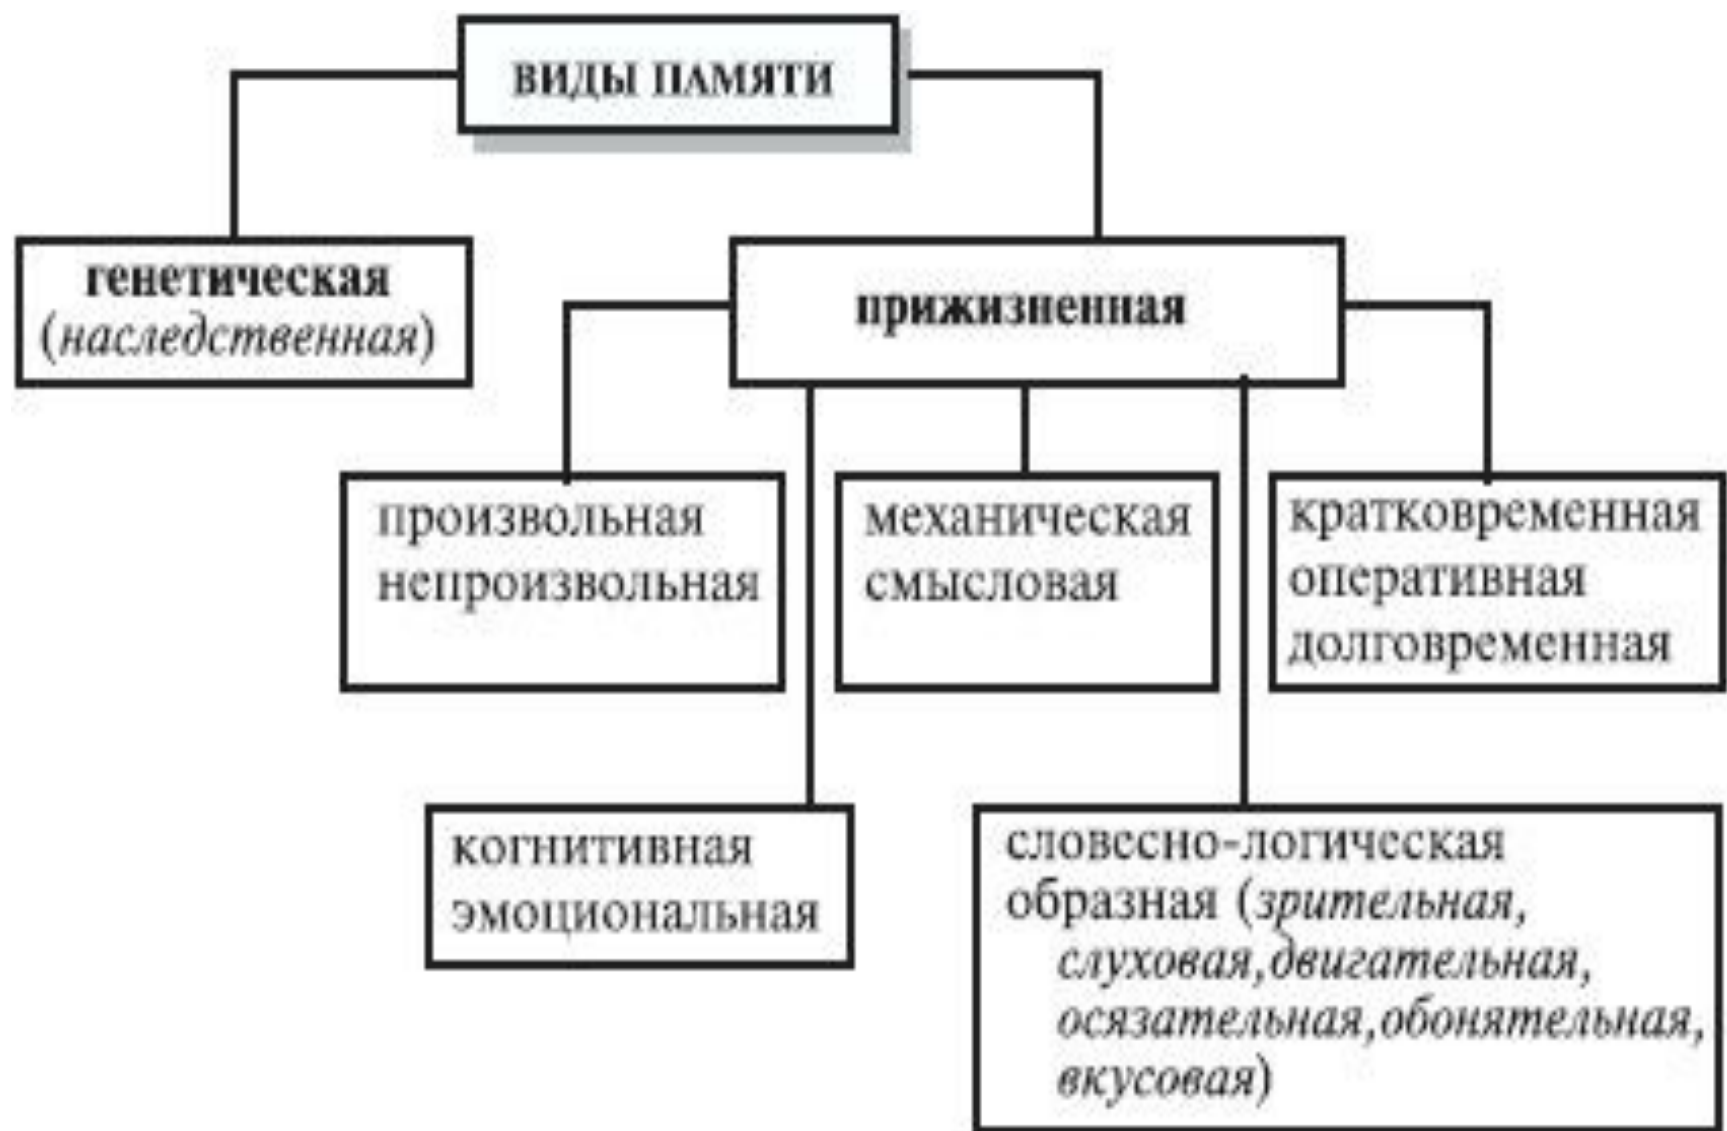 ВИДЫ ПАМЯТИ
генетическая
(наследственная)
прижизненная
произвольная
непроизвольная
механическая
смысловая
кратковременная
оперативная
долговременная
когнитивная
эмоциональная
словесно-логическая
образная (зрительная,
слуховая,двигательная,
осязательная,обонятельная,
вкусовая)